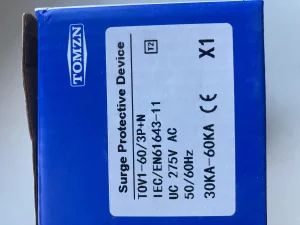 TOMZN
Surge Protective Device
T2
TOV1-60/3P+N
IEC/EN61643-11
UC 275V AC
50/60Hz
30KA-60KA CE
X1